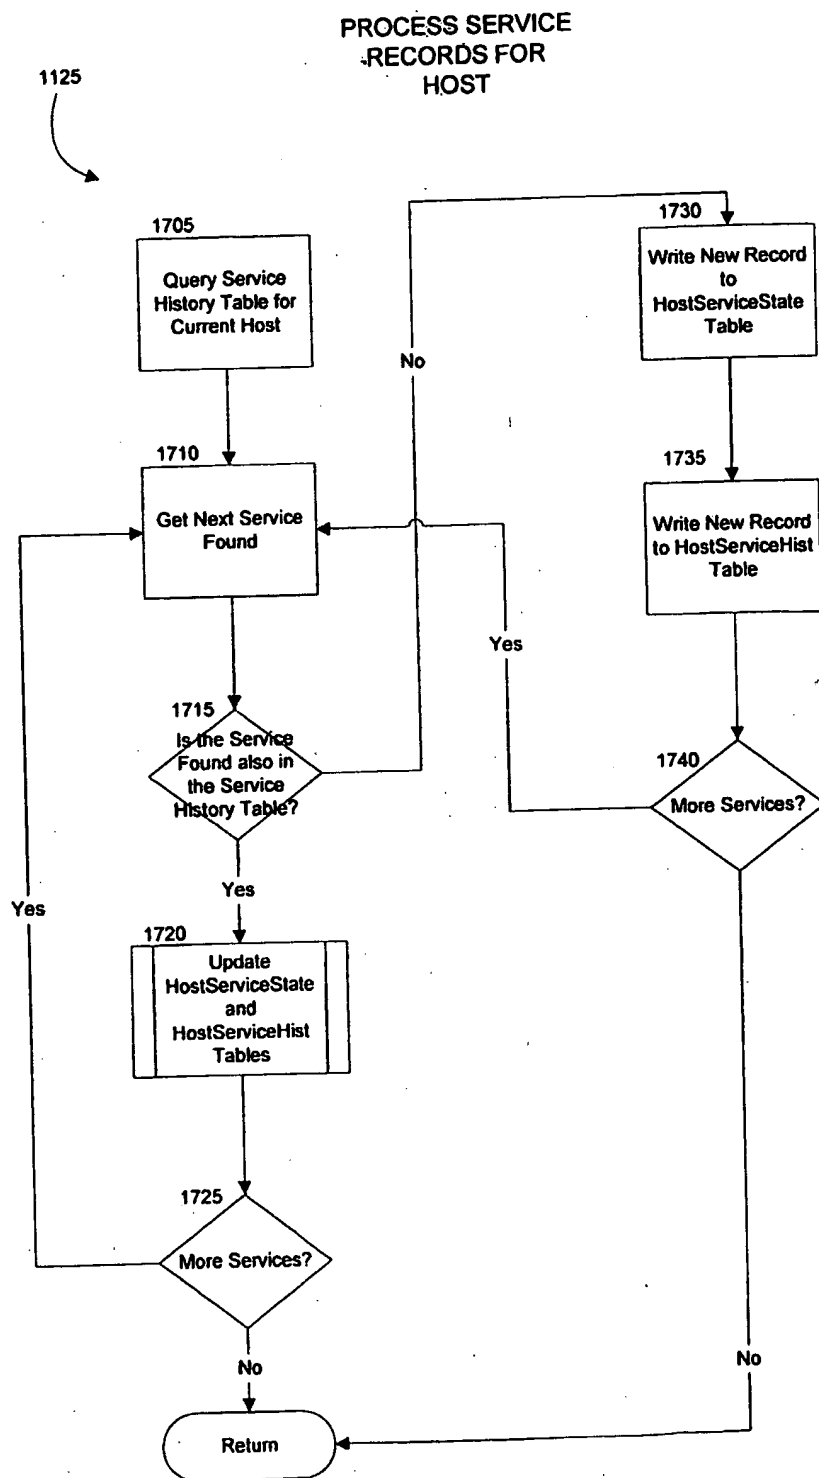 PROCESS SERVICE
RECORDS FOR
HOST
1125
1705
Query Service
History Table for
Current Host
1730
Write New Record
to
HostServiceState
Table
No
1710
Get Next Service
Found
1735
Write New Record
to HostServiceHist
Table
Yes
1715
Is the Service
Found also in
the Service
History Table?
1740
More Services?
Yes
Yes
1720
Update
HostServiceState
and
HostServiceHist
Tables
1725
More Services?
No
No
Return